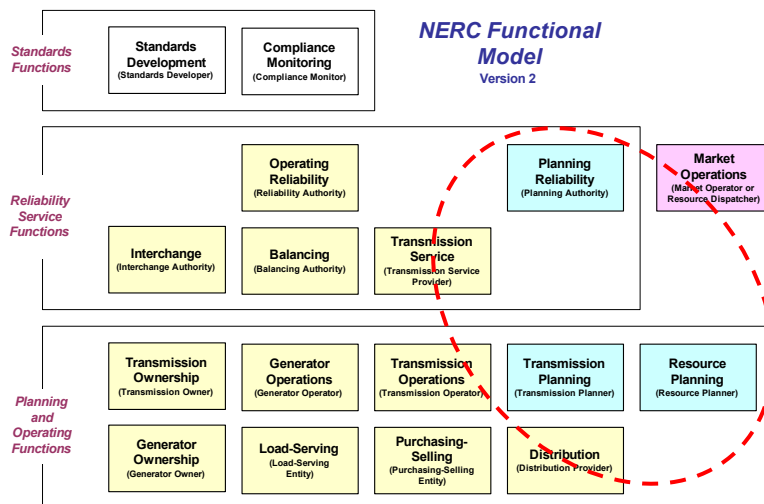 NERC Functional
Model
Version 2
Standards
Functions
Standards
Development
(Standards Developer)
Compliance
Monitoring
(Compliance Monitor)
Reliability
Service
Functions
Operating
Reliability
(Reliability Authority)
Planning
Reliability
(Planning Authority)
Market
Operations
(Market Operator or
Resource Dispatcher)
Interchange
(Interchange Authority)
Balancing
(Balancing Authority)
Transmission
Service
(Transmission Service
Provider)
Planning
and
Operating
Functions
Transmission
Ownership
(Transmission Owner)
Generator
Operations
(Generator Operator)
Transmission
Operations
(Transmission Operator)
Transmission
Planning
(Transmission Planner)
Resource
Planning
(Resource Planner)
Generator
Ownership
(Generator Owner)
Load-Serving
(Load-Serving
Entity)
Purchasing-
Selling
(Purchasing-Selling
Entity)
Distribution
(Distribution Provider)